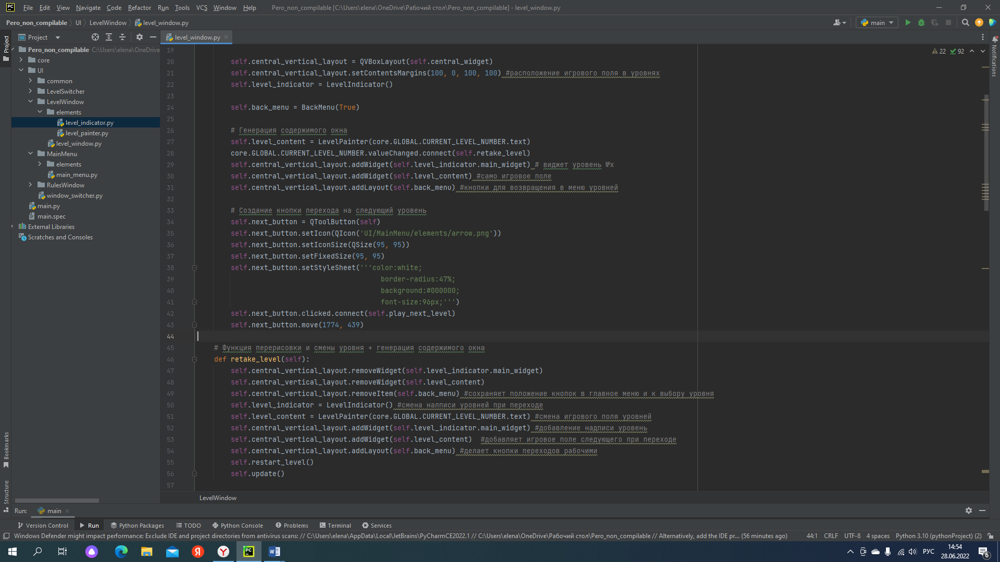 PC File Edit View Navigate Code Refactor Run Tools VCS Window Help Pero_non_compilable [C:\Users\elena\OneDrive\Рабочий стол\Pero_non_compilable] - level_window.py
Pero_non_compilable UI LevelWindow level_window.py main
Project level_window.py
Pero_non_compilable C:\Users\elena\OneDrive
core
UI
common
LevelSwitcher
LevelWindow
elements
level_indicator.py
level_painter.py
level_window.py
MainMenu
elements
main_menu.py
RulesWindow
window_switcher.py
main.py
main.spec
External Libraries
Scratches and Consoles
Project
Bookmarks
Structure
Notifications
22 92
19
20 self.central_vertical_layout = QVBoxLayout(self.central_widget)
21 self.central_vertical_layout.setContentsMargins(100, 0, 100, 100) #расположение игрового поля в уровнях
22 self.level_indicator = LevelIndicator()
23
24 self.back_menu = BackMenu(True)
25
26 # Генерация содержимого окна
27 self.level_content = LevelPainter(core.GLOBAL.CURRENT_LEVEL_NUMBER.text)
28 core.GLOBAL.CURRENT_LEVEL_NUMBER.valueChanged.connect(self.retake_level)
29 self.central_vertical_layout.addWidget(self.level_indicator.main_widget) # виджет уровень №х
30 self.central_vertical_layout.addWidget(self.level_content) #само игровое поле
31 self.central_vertical_layout.addLayout(self.back_menu) #кнопки для возвращения в меню уровней
32
33 # Создание кнопки перехода на следующий уровень
34 self.next_button = QToolButton(self)
35 self.next_button.setIcon(QIcon('UI/MainMenu/elements/arrow.png'))
36 self.next_button.setIconSize(QSize(95, 95))
37 self.next_button.setFixedSize(95, 95)
38 self.next_button.setStyleSheet('''color:white;
39 border-radius:47%;
40 background:#000000;
41 font-size:96px;''')
42 self.next_button.clicked.connect(self.play_next_level)
43 self.next_button.move(1774, 439)
44
45 # Функция перерисовки и смены уровня + генерация содержимого окна
46 def retake_level(self):
47 self.central_vertical_layout.removeWidget(self.level_indicator.main_widget)
48 self.central_vertical_layout.removeWidget(self.level_content)
49 self.central_vertical_layout.removeItem(self.back_menu) #сохраняет положение кнопок в главное меню и к выбору уровня
50 self.level_indicator = LevelIndicator() #смена налписи уровней при переходе
51 self.level_content = LevelPainter(core.GLOBAL.CURRENT_LEVEL_NUMBER.text) #смена игрового поля уровней
52 self.central_vertical_layout.addWidget(self.level_indicator.main_widget) #добавление надписи уровень
53 self.central_vertical_layout.addWidget(self.level_content) #добавляет игровое поле следующего при переходе
54 self.central_vertical_layout.addLayout(self.back_menu) #делает кнопки переходов рабочими
55 self.restart_level()
56 self.update()
57
LevelWindow
Run: main
Version Control Run Python Packages TODO Python Console Problems Terminal Services
Windows Defender might impact performance: Exclude IDE and project directories from antivirus scans: // C:\Users\elena\AppData\Local\JetBrains\PyCharmCE2022.1 // C:\Users\elena\OneDrive\Рабочий стол\Pero_non_compilable // Alternatively, add the IDE pr... (56 minutes ago) 44:1 CRLF UTF-8 4 spaces Python 3.10 (pythonProject) (2)
Я Y PC W РУС 14:54
28.06.2022 6